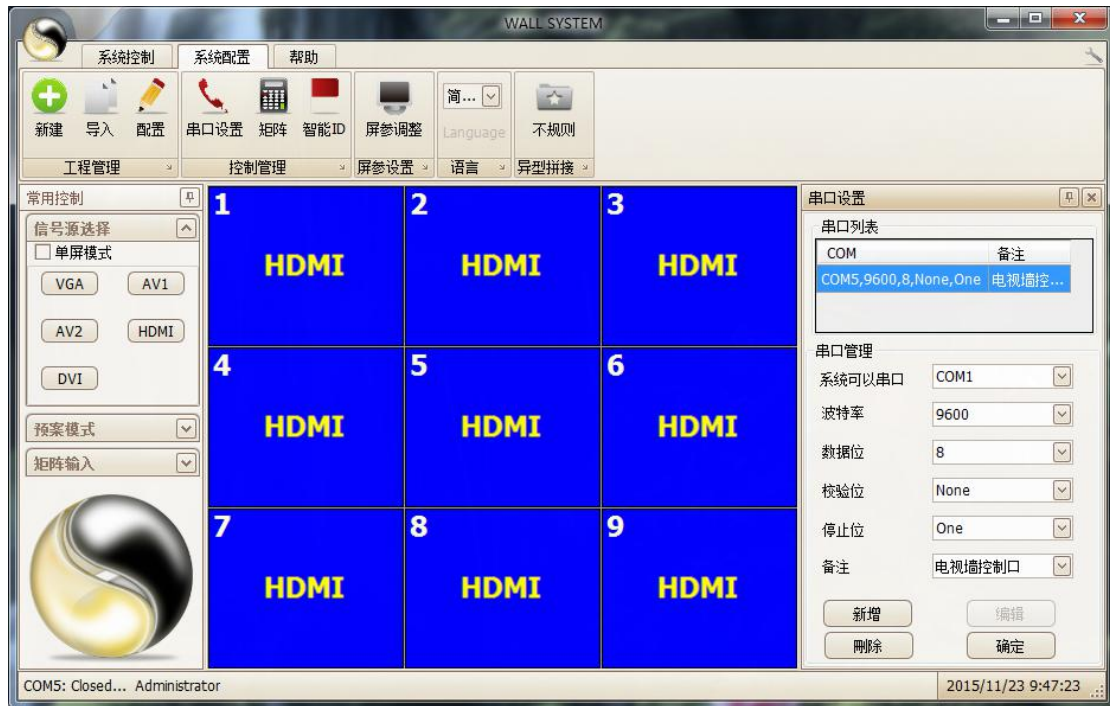 WALL SYSTEM
系统控制 系统配置 帮助
新建 导入 配置 串口设置 矩阵 智能ID 屏参调整 简... Language 不规则
工程管理 控制管理 屏参设置 语言 异型拼接
常用控制
信号源选择
单屏模式
VGA AV1
AV2 HDMI
DVI
预案模式
矩阵输入
1 2 3
HDMI HDMI HDMI
4 5 6
HDMI HDMI HDMI
7 8 9
HDMI HDMI HDMI
串口设置
串口列表
COM 备注
COM5,9600,8,None,One 电视墙控...
串口管理
系统可以串口 COM1
波特率 9600
数据位 8
校验位 None
停止位 One
备注 电视墙控制口
新增 编辑
删除 确定
COM5: Closed... Administrator 2015/11/23 9:47:23